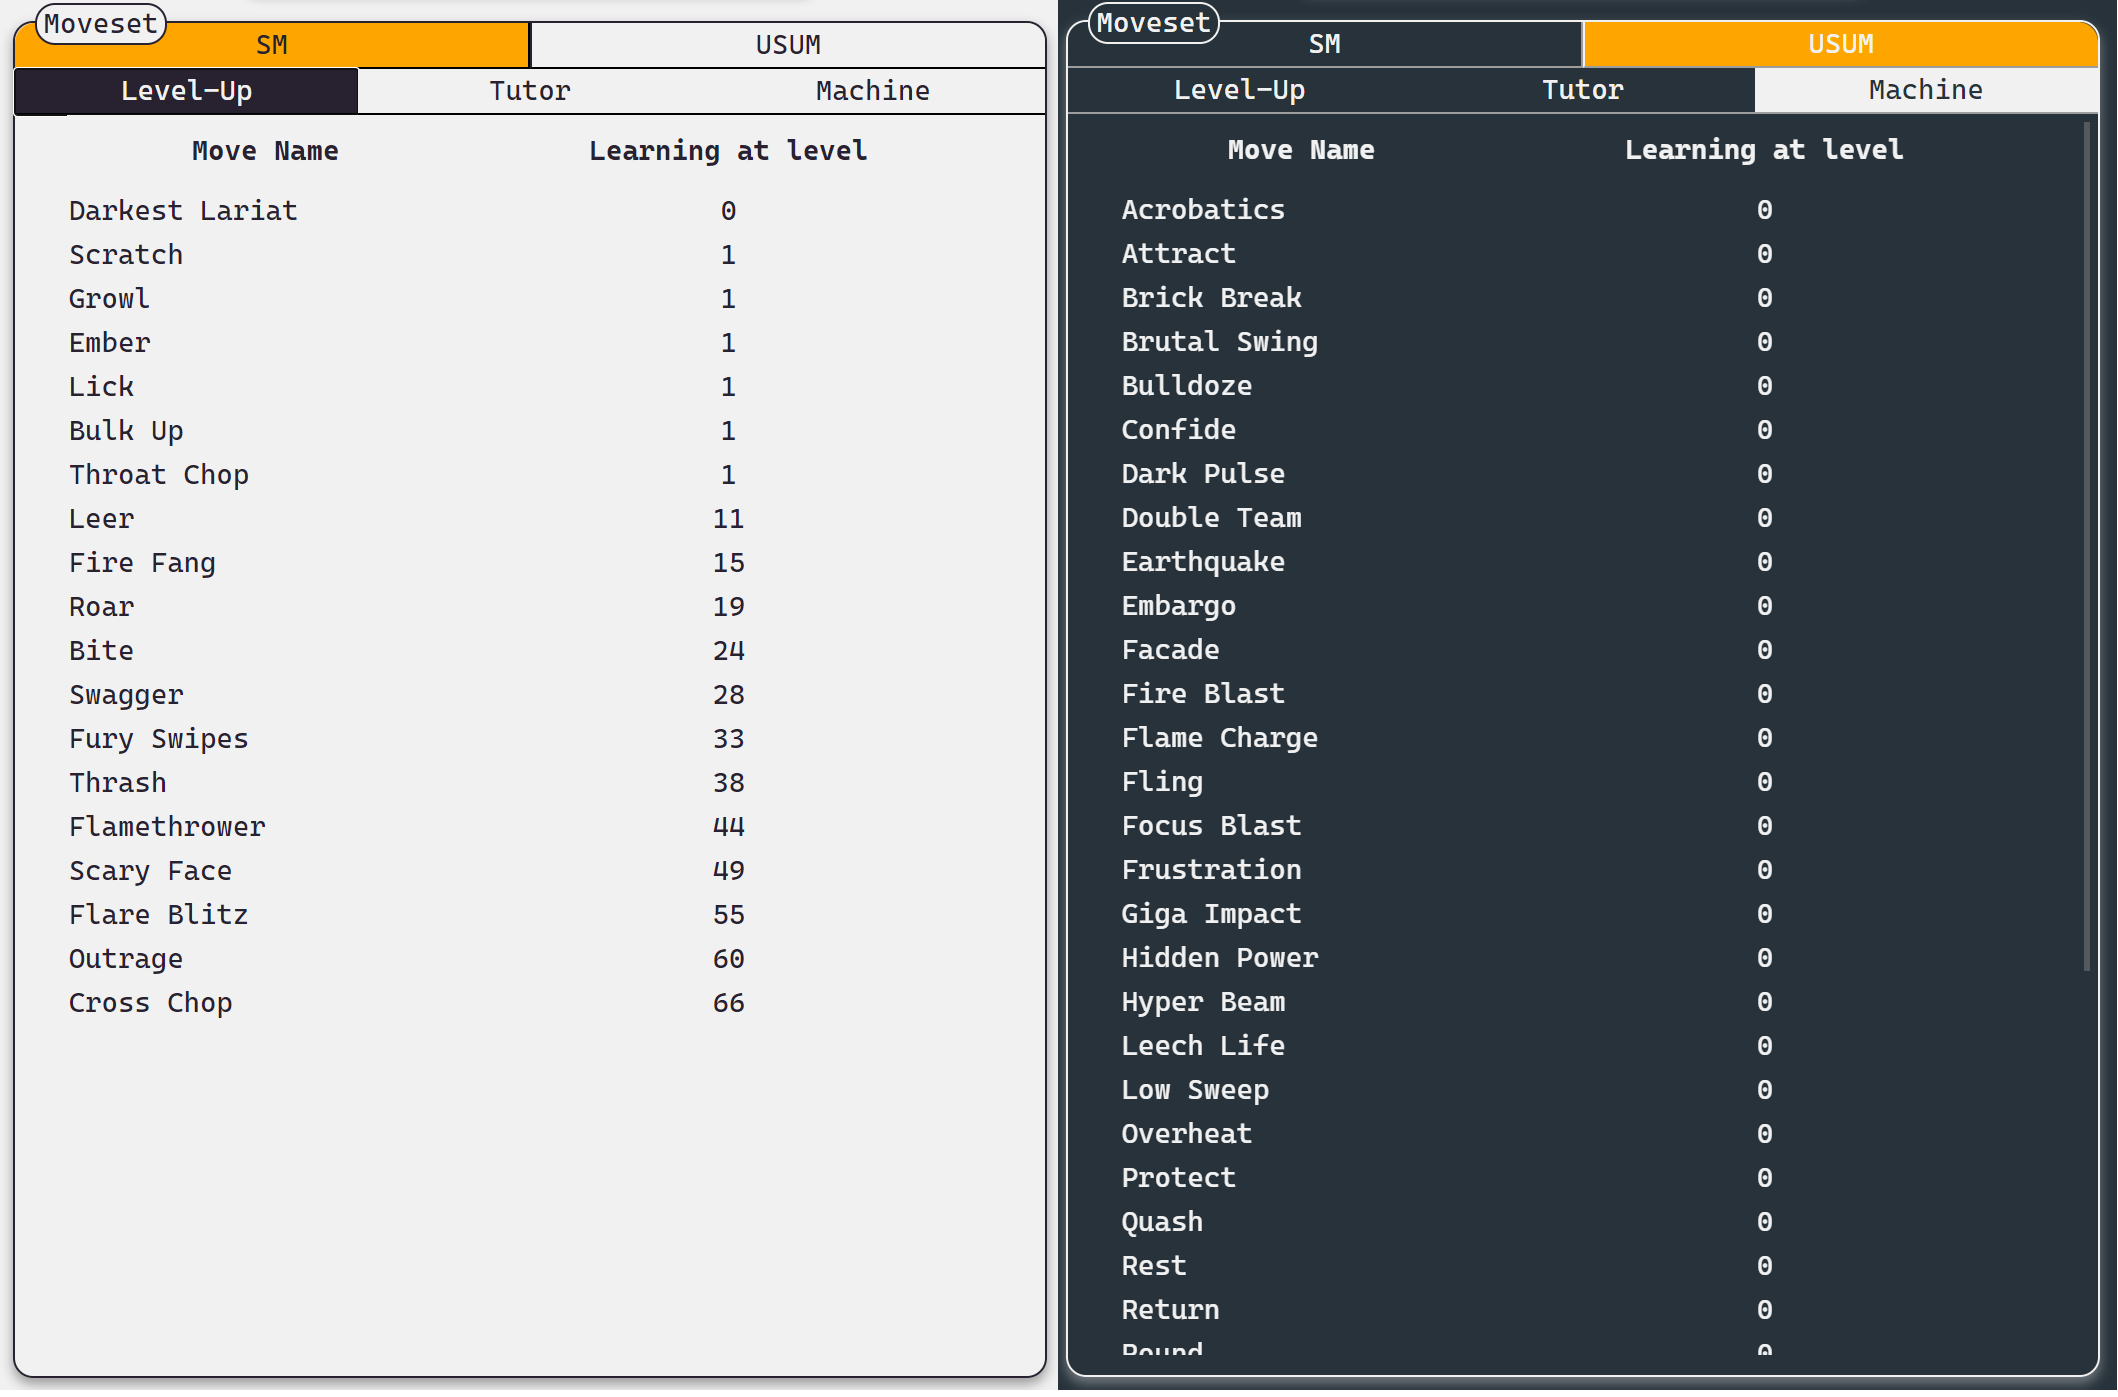 Moveset
SM USUM
Level-Up Tutor Machine
Move Name Learning at level
Darkest Lariat 0
Scratch 1
Growl 1
Ember 1
Lick 1
Bulk Up 1
Throat Chop 1
Leer 11
Fire Fang 15
Roar 19
Bite 24
Swagger 28
Fury Swipes 33
Thrash 38
Flamethrower 44
Scary Face 49
Flare Blitz 55
Outrage 60
Cross Chop 66
Moveset
SM USUM
Level-Up Tutor Machine
Move Name Learning at level
Acrobatics 0
Attract 0
Brick Break 0
Brutal Swing 0
Bulldoze 0
Confide 0
Dark Pulse 0
Double Team 0
Earthquake 0
Embargo 0
Facade 0
Fire Blast 0
Flame Charge 0
Fling 0
Focus Blast 0
Frustration 0
Giga Impact 0
Hidden Power 0
Hyper Beam 0
Leech Life 0
Low Sweep 0
Overheat 0
Protect 0
Quash 0
Rest 0
Return 0
Round 0